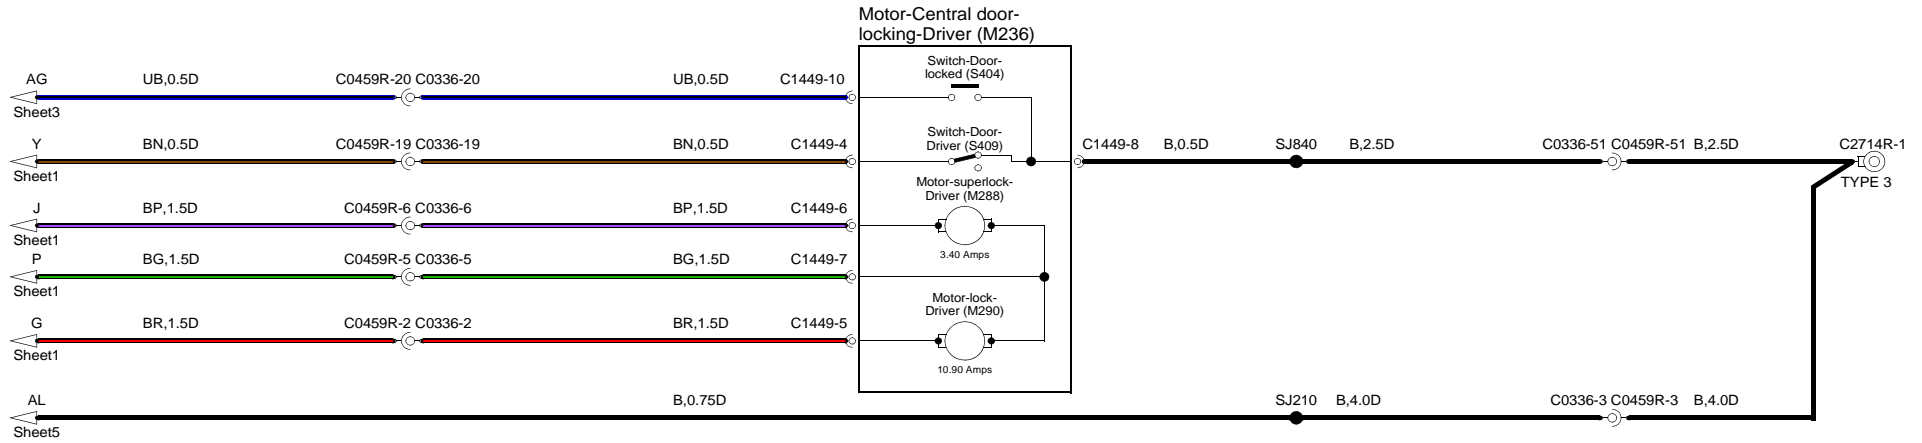 Motor-Central door-
locking-Driver (M236)
Switch-Door-
locked (S404)
AG
UB,0.5D
C0459R-20 C0336-20
UB,0.5D
C1449-10
Sheet3
Switch-Door-
Driver (S409)
Y
BN,0.5D
C0459R-19 C0336-19
BN,0.5D
C1449-4
C1449-8
B,0.5D
SJ840
B,2.5D
C0336-51 C0459R-51
B,2.5D
C2714R-1
Sheet1
TYPE 3
Motor-superlock-
Driver (M288)
J
BP,1.5D
C0459R-6 C0336-6
BP,1.5D
C1449-6
Sheet1
3.40 Amps
P
BG,1.5D
C0459R-5 C0336-5
BG,1.5D
C1449-7
Sheet1
Motor-lock-
Driver (M290)
G
BR,1.5D
C0459R-2 C0336-2
BR,1.5D
C1449-5
Sheet1
10.90 Amps
AL
B,0.75D
SJ210
B,4.0D
C0336-3 C0459R-3
B,4.0D
Sheet5